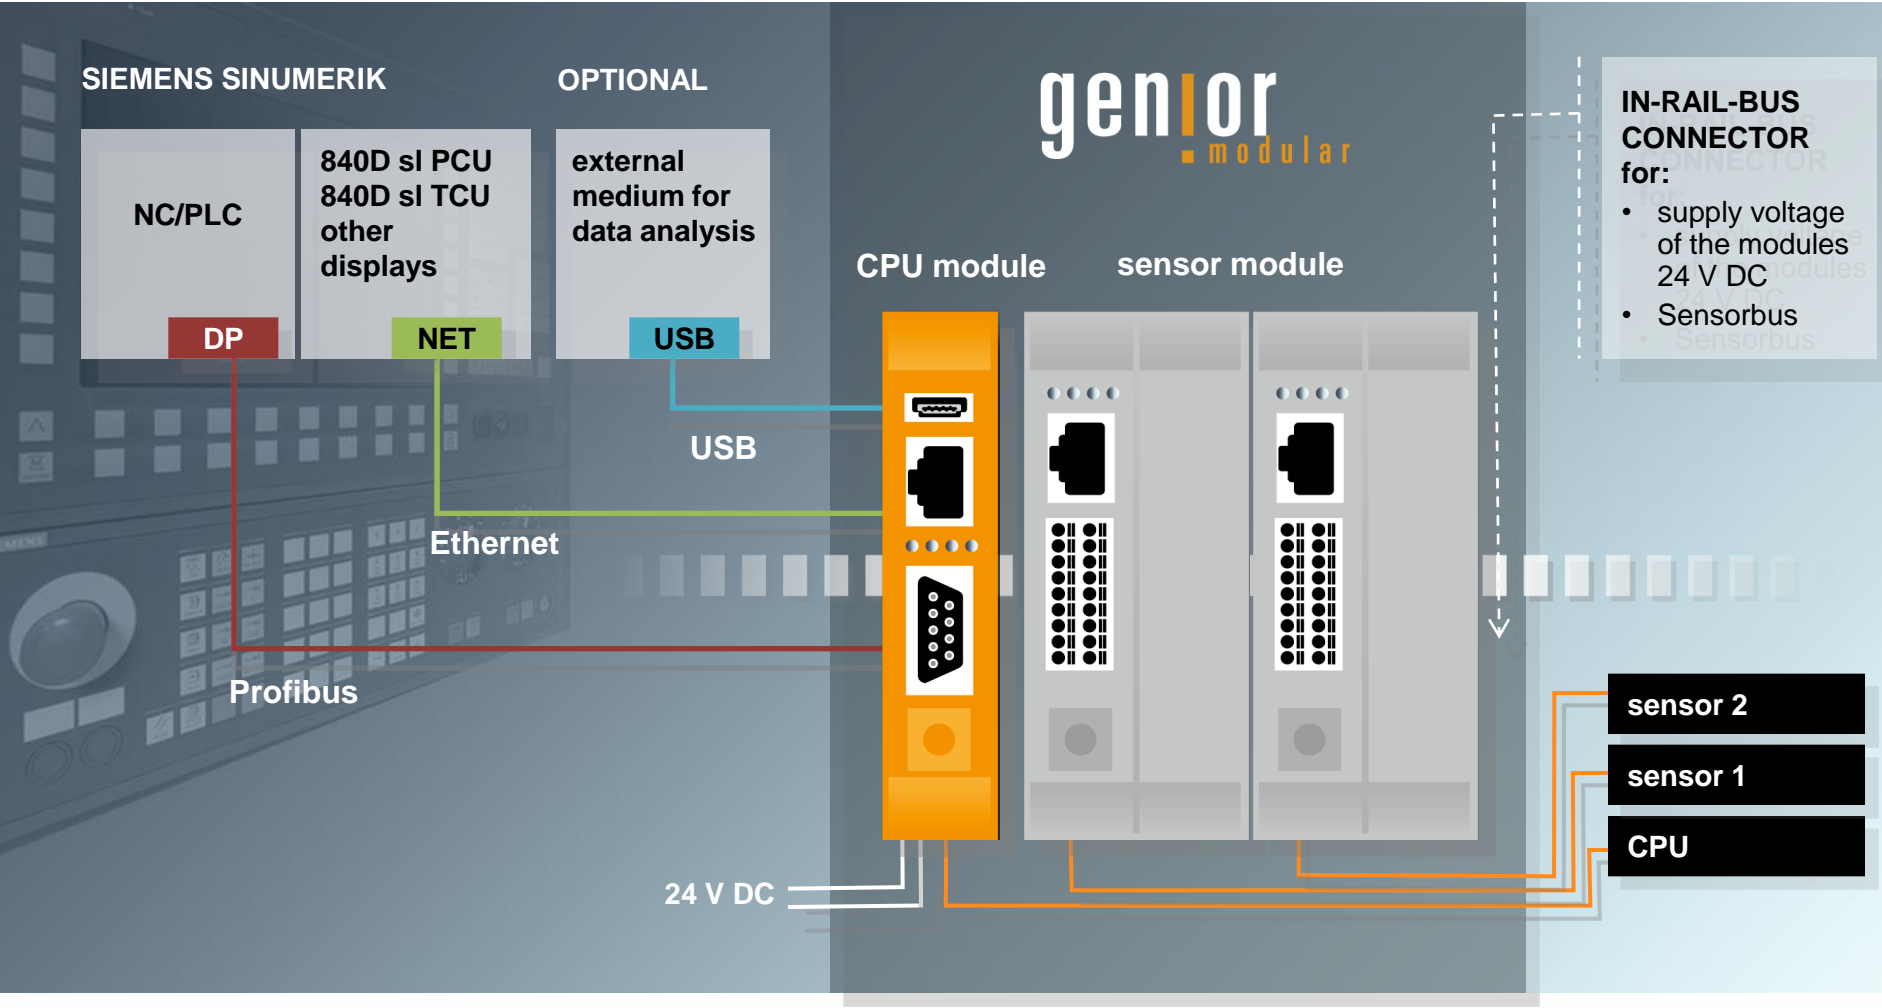 SIEMENS SINUMERIK
OPTIONAL
NC/PLC
DP
840D sl PCU
840D sl TCU
other
displays
NET
external
medium for
data analysis
USB
genior
modular
CPU module
sensor module
IN-RAIL-BUS
CONNECTOR
for:
• supply voltage
of the modules
24 V DC
• Sensorbus
USB
Ethernet
Profibus
24 V DC
sensor 2
sensor 1
CPU